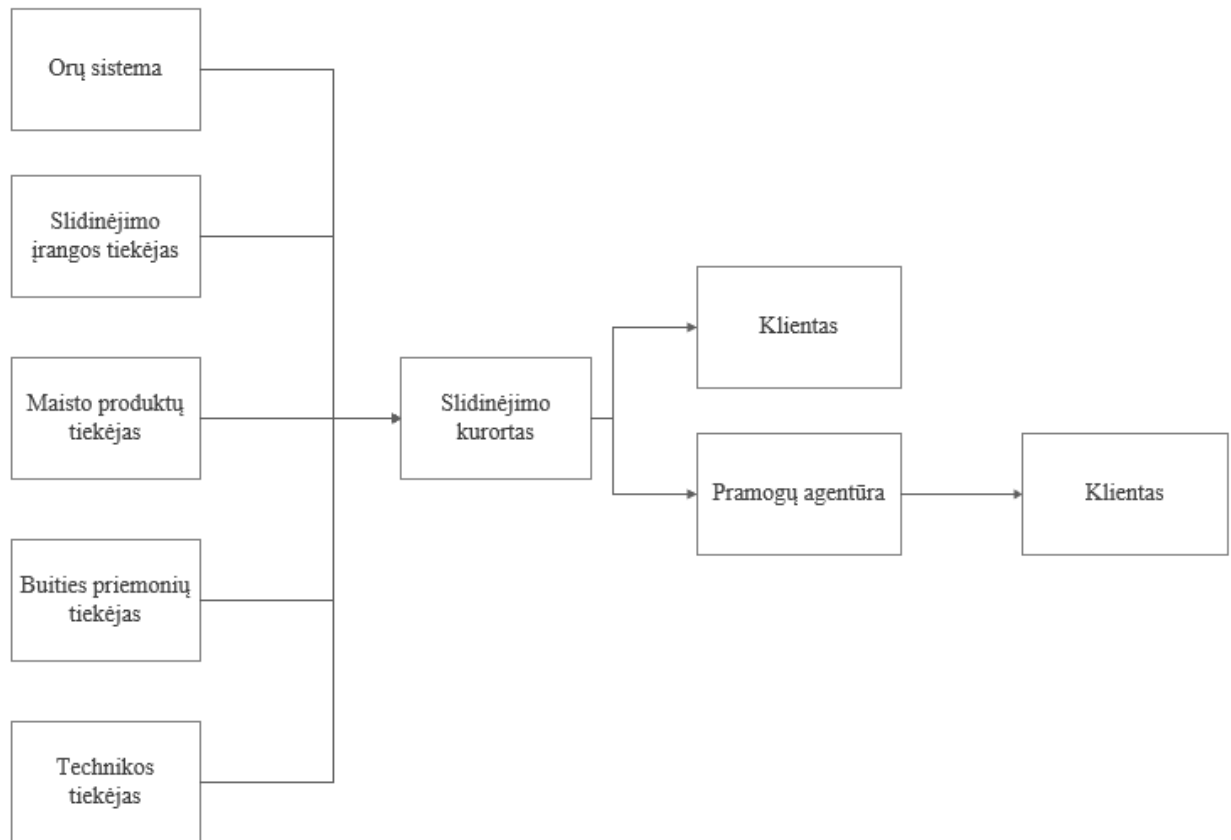 Orų sistema
Slidinėjimo
įrangos tiekėjas
Maisto produktų
tiekėjas
Buities priemonių
tiekėjas
Technikos
tiekėjas
Slidinėjimo
kurortas
Klientas
Pramogų agentūra
Klientas